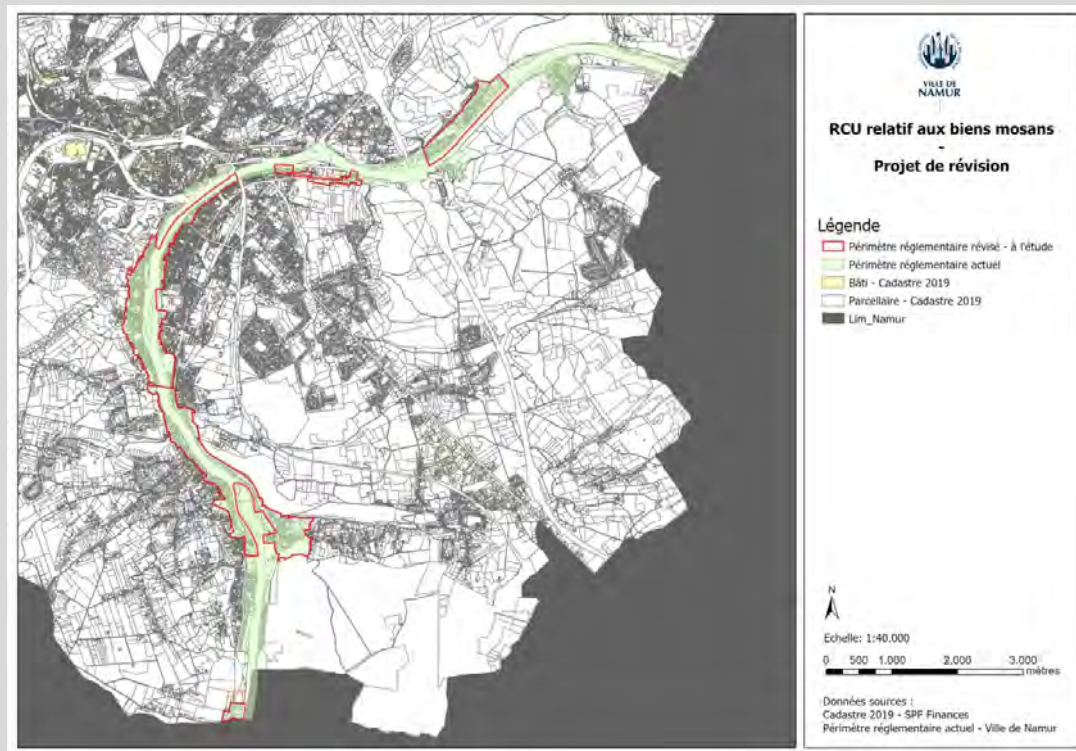 VILLE DE
NAMUR
RCU relatif aux biens mosans
-
Projet de révision
Légende
Périmètre réglementaire révisé - à l'étude
Périmètre réglementaire actuel
Bâti - Cadastre 2019
Parcellaire - Cadastre 2019
Lim_Namur
N
Echelle: 1:40.000
0 500 1.000 2.000 3.000
mètres
Données sources :
Cadastre 2019 - SPF Finances
Périmètre réglementaire actuel - Ville de Namur